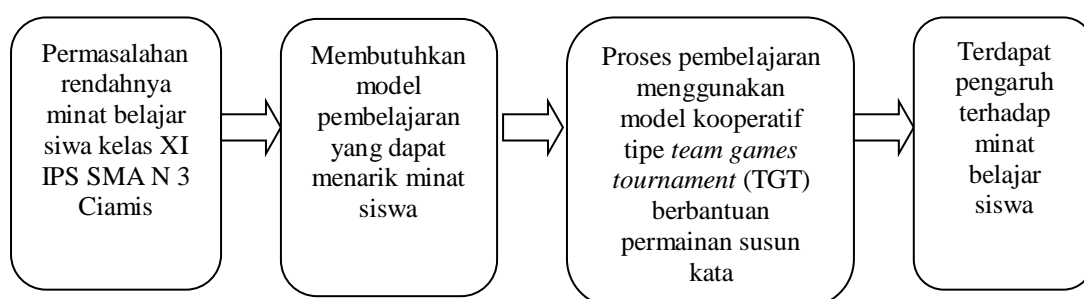 Permasalahan
rendahnya
minat belajar
siwa kelas XI
IPS SMA N 3
Ciamis
Membutuhkan
model
pembelajaran
yang dapat
menarik minat
siswa
Proses pembelajaran
menggunakan
model kooperatif
tipe team games
tournament (TGT)
berbantuan
permainan susun
kata
Terdapat
pengaruh
terhadap
minat
belajar
siswa